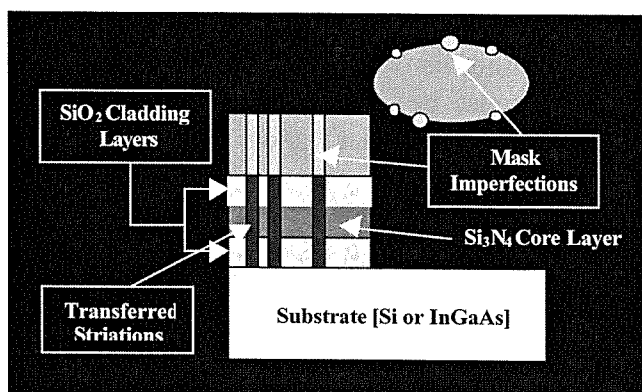 SiO2 Cladding
Layers
Mask
Imperfections
Si3N4 Core Layer
Transferred
Striations
Substrate [Si or InGaAs]